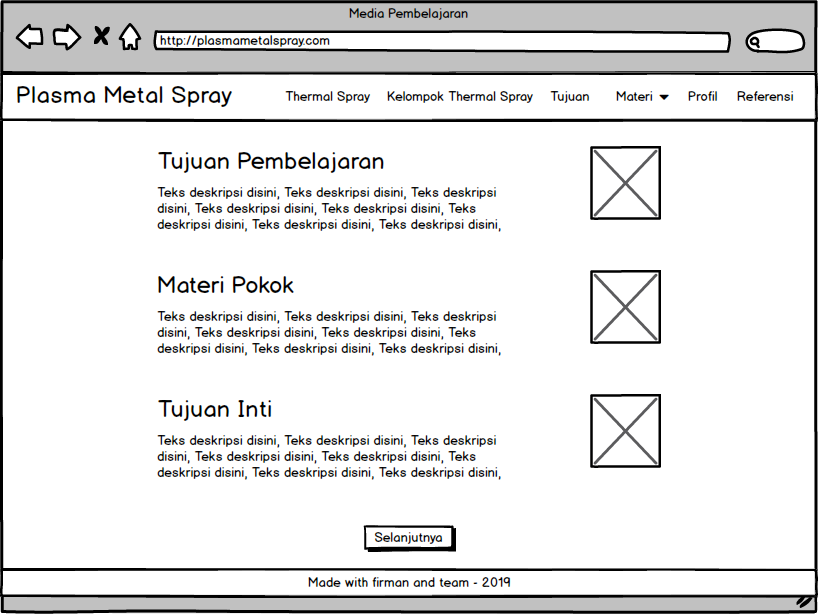 Media Pembelajaran
http://plasmametalspray.com
Plasma Metal Spray
Thermal Spray Kelompok Thermal Spray Tujuan Materi Profil Referensi
Tujuan Pembelajaran
Teks deskripsi disini, Teks deskripsi disini, Teks deskripsi
disini, Teks deskripsi disini, Teks deskripsi disini, Teks
deskripsi disini, Teks deskripsi disini, Teks deskripsi disini,
Materi Pokok
Teks deskripsi disini, Teks deskripsi disini, Teks deskripsi
disini, Teks deskripsi disini, Teks deskripsi disini, Teks
deskripsi disini, Teks deskripsi disini, Teks deskripsi disini,
Tujuan Inti
Teks deskripsi disini, Teks deskripsi disini, Teks deskripsi
disini, Teks deskripsi disini, Teks deskripsi disini, Teks
deskripsi disini, Teks deskripsi disini, Teks deskripsi disini,
Selanjutnya
Made with firman and team - 2019